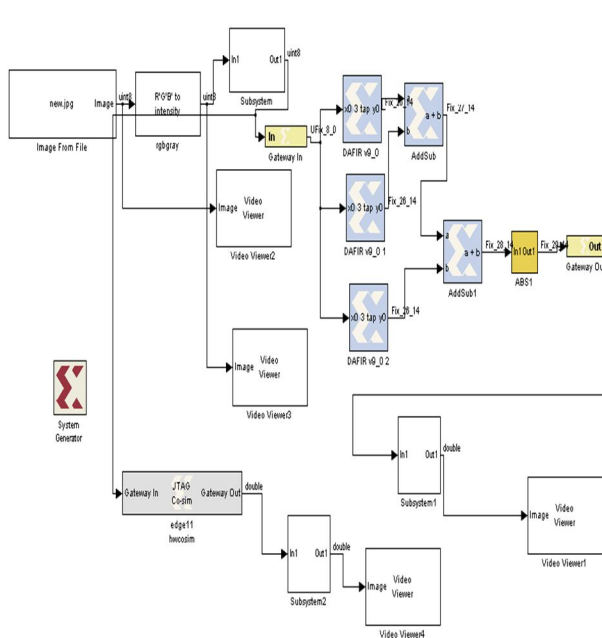 new.jpg
Image
Image From File
uint8
R'G'B' to
intensity
rgbgray
uint8
In1
Out1
Subsystem
uint8
In
Gateway In
UFix_8_0
x0 3 tap y0
DAFIR v9_0
a
b
a + b
AddSub
Fix_27_14
x0 3 tap y0
DAFIR v9_0 1
Fix_26_14
x0 3 tap y0
DAFIR v9_0 2
Fix_26_14
a
b
a + b
AddSub1
Fix_28_14
In1 Out1
ABS1
Out
Gateway Ou
Image
Video
Viewer
Video Viewer2
Image
Video
Viewer
Video Viewer3
System
Generator
Gateway In
JTAG
Co-sim
Gateway Out
double
edge11
hwcosim
In1
Out1
double
Subsystem2
Image
Video
Viewer
Video Viewer4
In1
Out1
double
Subsystem1
Image
Video
Viewer
Video Viewer1